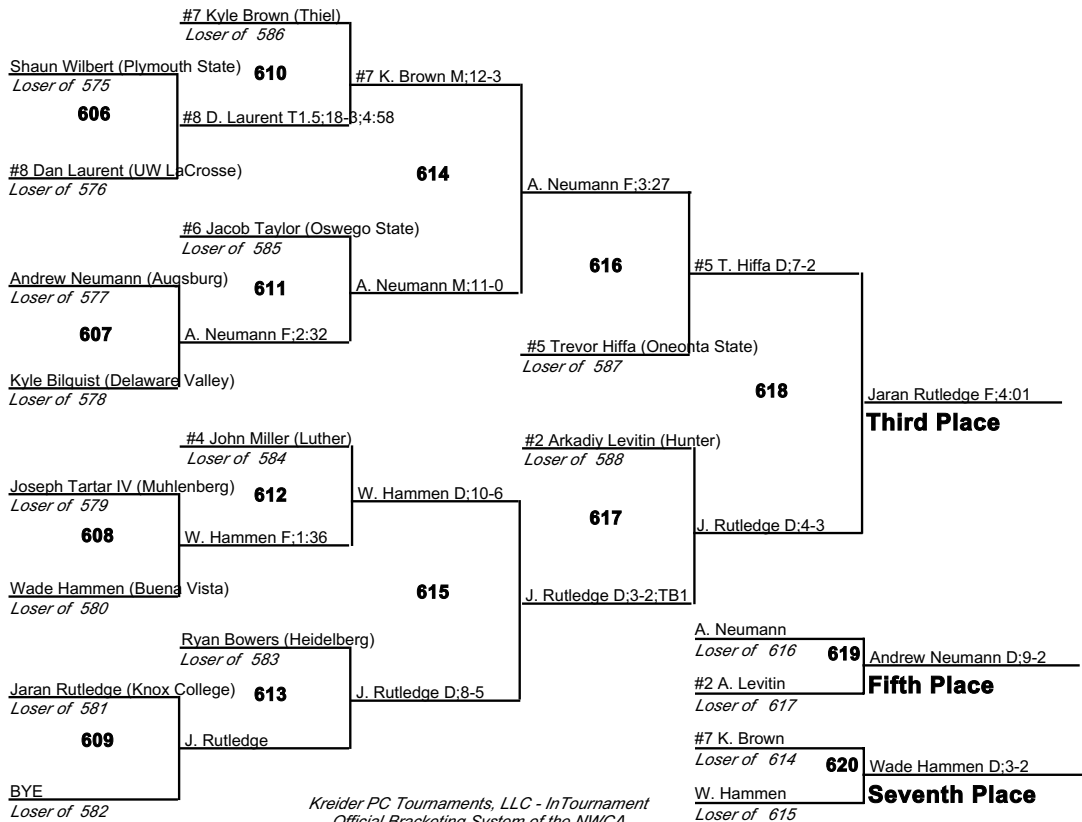 #7 Kyle Brown (Thiel)
Loser of 586
Shaun Wilbert (Plymouth State)
Loser of 575
610
#7 K. Brown M;12-3
606
#8 D. Laurent T1.5;18-3;4:58
#8 Dan Laurent (UW LaCrosse)
Loser of 576
614
A. Neumann F;3:27
#6 Jacob Taylor (Oswego State)
Loser of 585
Andrew Neumann (Augsburg)
Loser of 577
611
A. Neumann M;11-0
616
#5 T. Hiffa D;7-2
607
A. Neumann F;2:32
#5 Trevor Hiffa (Oneonta State)
Loser of 587
Kyle Bilquist (Delaware Valley)
Loser of 578
618
Jaran Rutledge F;4:01
Third Place
#4 John Miller (Luther)
Loser of 584
#2 Arkadiy Levitin (Hunter)
Loser of 588
Joseph Tartar IV (Muhlenberg)
Loser of 579
612
W. Hammen D;10-6
617
J. Rutledge D;4-3
608
W. Hammen F;1:36
Wade Hammen (Buena Vista)
Loser of 580
615
J. Rutledge D;3-2;TB1
Ryan Bowers (Heidelberg)
Loser of 583
A. Neumann
Loser of 616
619
Andrew Neumann D;9-2
Fifth Place
#2 A. Levitin
Loser of 617
Jaran Rutledge (Knox College)
Loser of 581
613
J. Rutledge D;8-5
609
J. Rutledge
#7 K. Brown
Loser of 614
620
Wade Hammen D;3-2
Seventh Place
W. Hammen
Loser of 615
BYE
Loser of 582
Kreider PC Tournaments, LLC - InTournament
Official Bracketing System of the NWCA